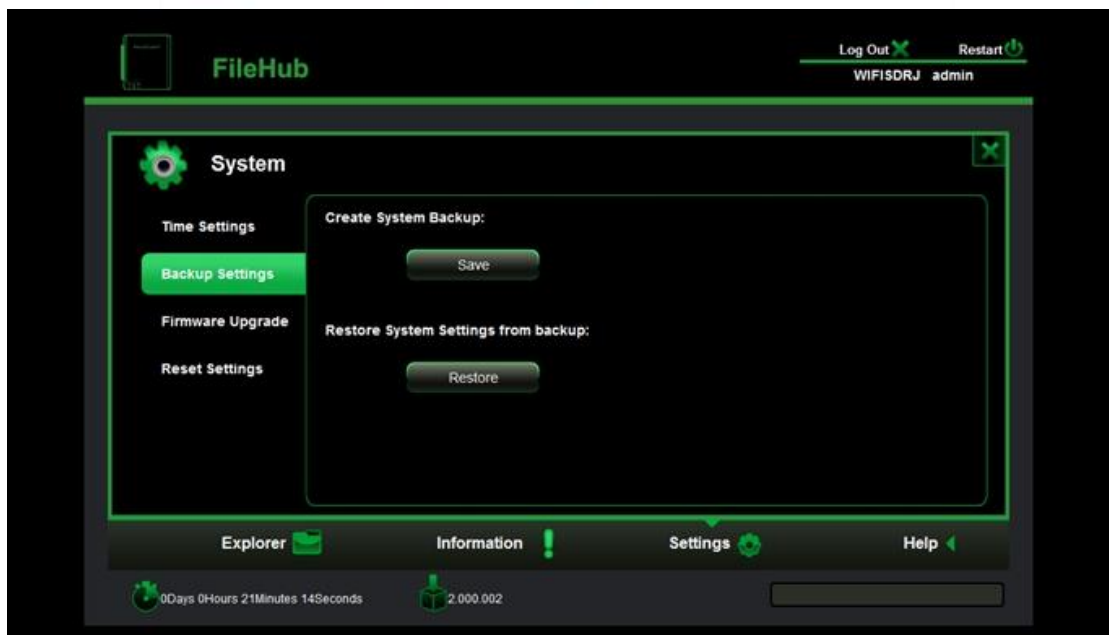 FileHub
Log Out Restart
WIFISDRJ admin
System
Time Settings
Backup Settings
Firmware Upgrade
Reset Settings
Create System Backup:
Save
Restore System Settings from backup:
Restore
Explorer Information Settings Help
0Days 0Hours 21Minutes 14Seconds 2.000.002